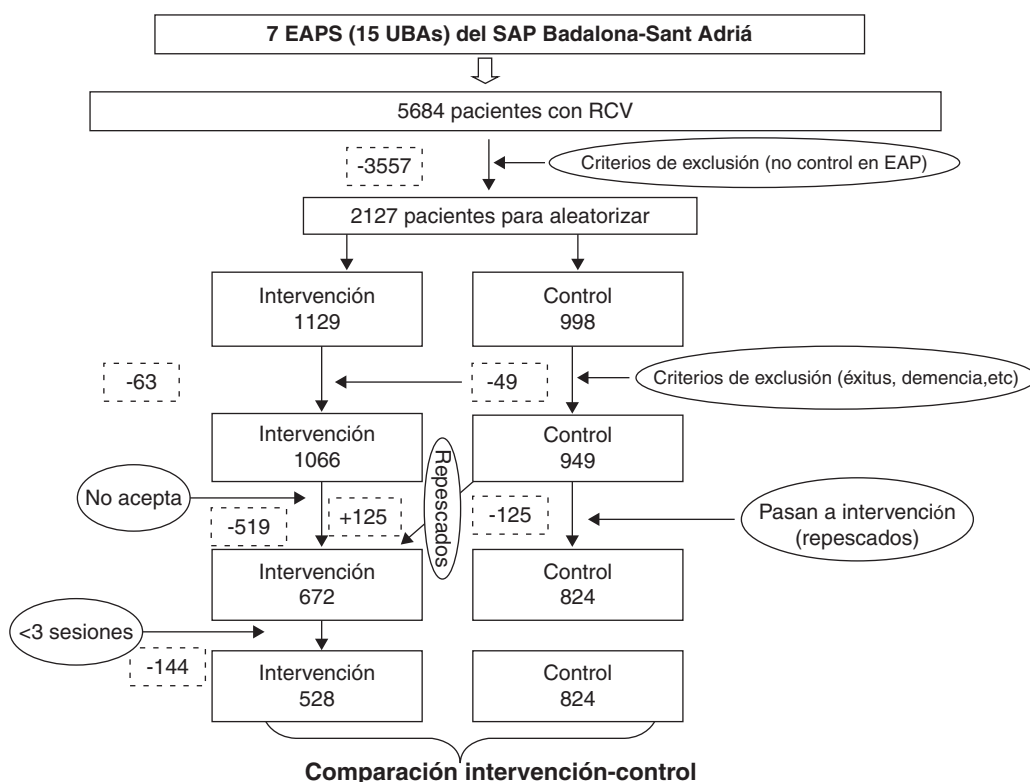 7 EAPS (15 UBAs) del SAP Badalona-Sant Adriá
5684 pacientes con RCV
-3557
Criterios de exclusión (no control en EAP)
2127 pacientes para aleatorizar
Intervención
1129
Control
998
-63
-49
Criterios de exclusión (éxitus, demencia,etc)
Intervención
1066
Control
949
No acepta
-519
+125
Repescados
-125
Pasan a intervención
(repescados)
Intervención
672
Control
824
<3 sesiones
-144
Intervención
528
Control
824
Comparación intervención-control